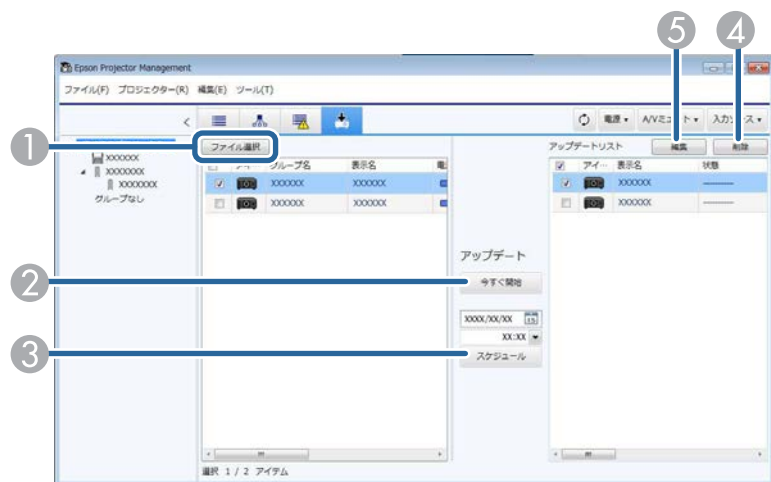 5 4
Epson Projector Management
ファイル(F) プロジェクター(R) 編集(E) ツール(T)
電源 A/Vミュート 入力ソース
1
ファイル選択
アップデートリスト 編集 削除
XXXXXX
XXXXXXX
XXXXXXX
グループなし
アイ… グループ名 表示名
XXXXXX XXXXXX
XXXXXX XXXXXX
アイ… 表示名 状態
XXXXXX ————
XXXXXX ————
アップデート
2
今すぐ開始
XXXX/XX/XX 15
XX:XX
3
スケジュール
選択 1 / 2 アイテム